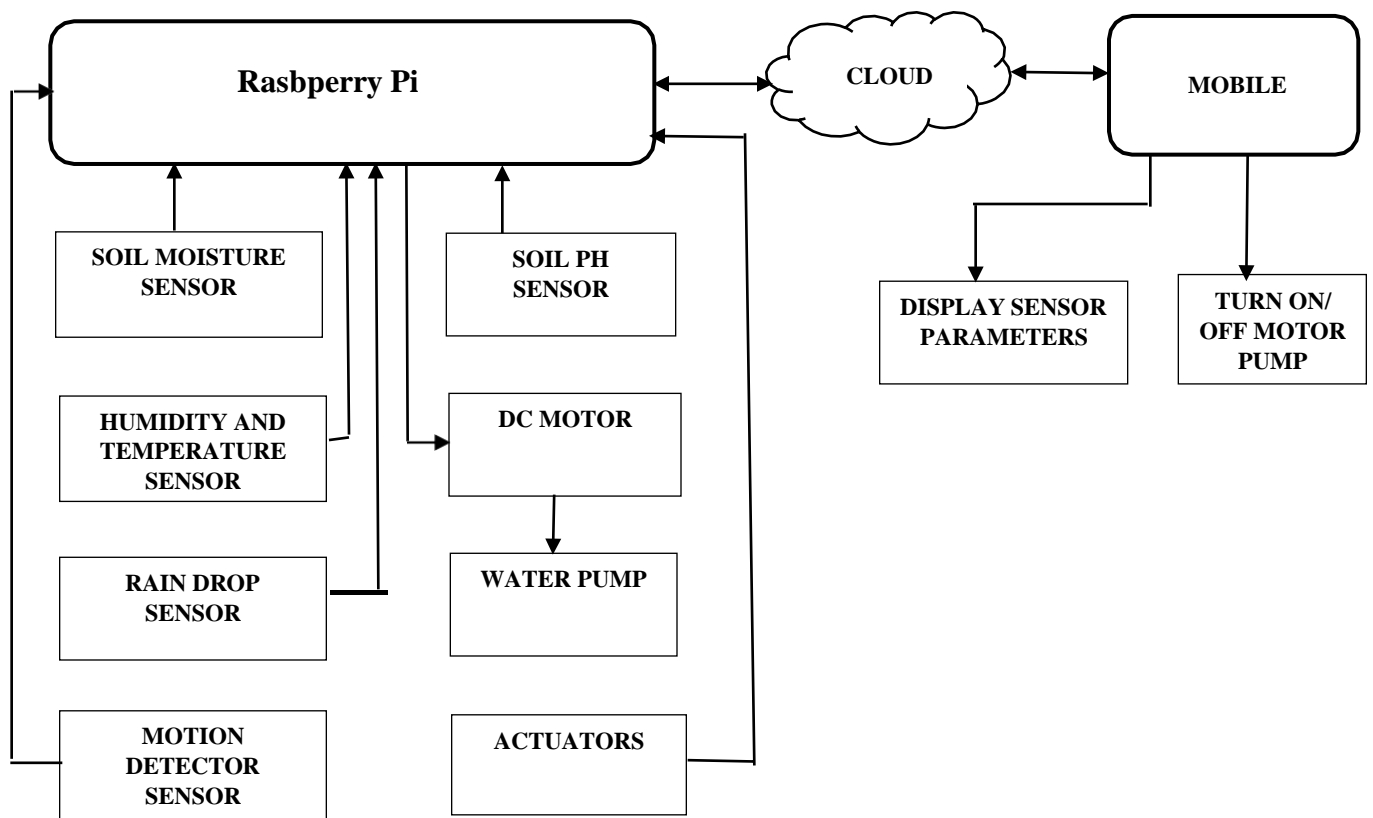 Rasbperry Pi
CLOUD
MOBILE
SOIL MOISTURE
SENSOR
SOIL PH
SENSOR
DISPLAY SENSOR
PARAMETERS
TURN ON/
OFF MOTOR
PUMP
HUMIDITY AND
TEMPERATURE
SENSOR
DC MOTOR
RAIN DROP
SENSOR
WATER PUMP
MOTION
DETECTOR
SENSOR
ACTUATORS